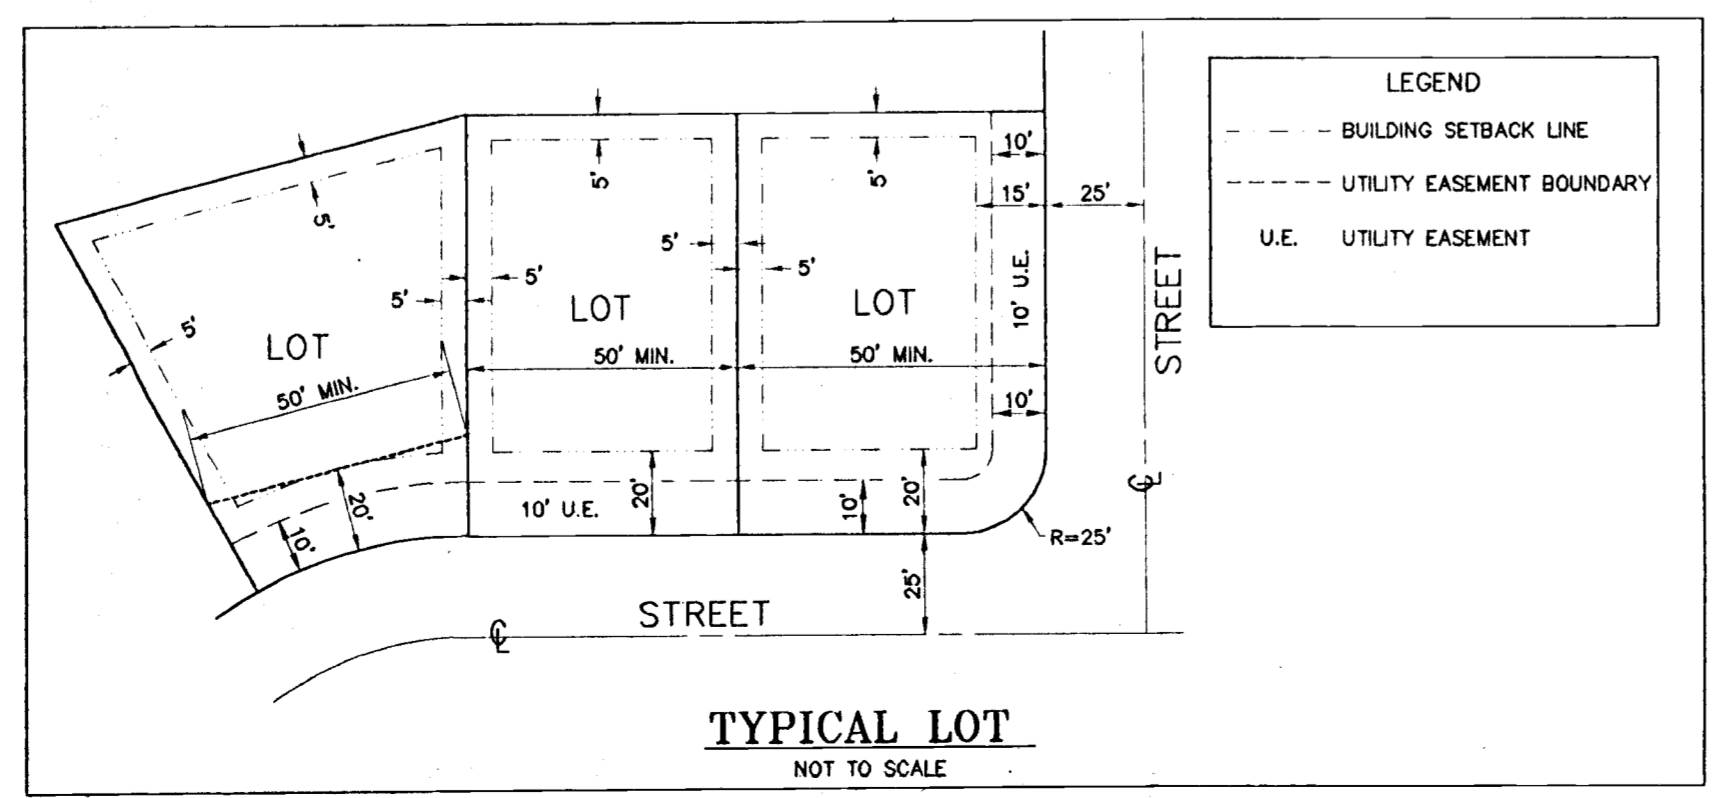 LEGEND
BUILDING SETBACK LINE
UTILITY EASEMENT BOUNDARY
U.E. UTILITY EASEMENT
5'
5'
5'
10'
15'
25'
5'
5'
5'
5'
5'
LOT
LOT
LOT
10' U.E.
STREET
50' MIN.
50' MIN.
50' MIN.
10'
20'
10'
10' U.E.
20'
10'
20'
℄
R=25'
25'
STREET
℄
TYPICAL LOT
NOT TO SCALE